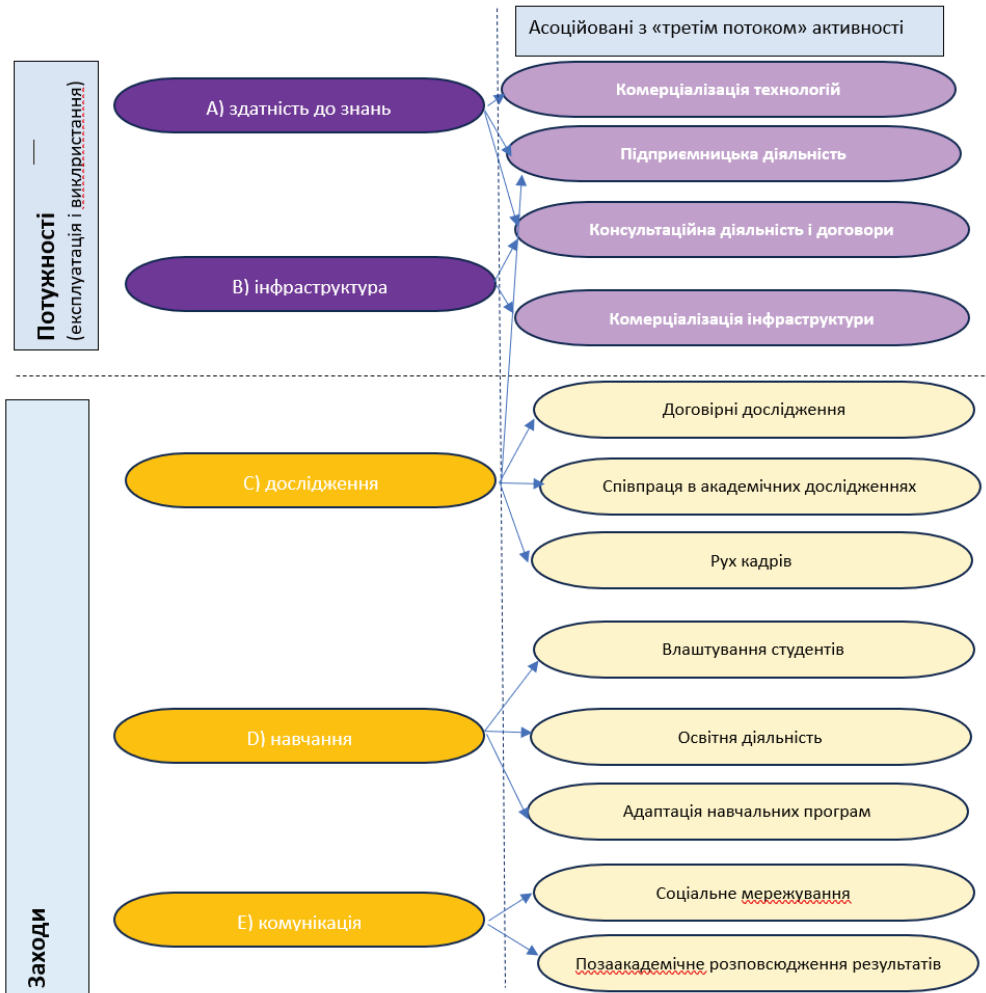 Асоційовані з «третім потоком» активності
Потужності
(експлуатація і виклристання)
А) здатність до знань
Комерціалізація технологій
Підприємницька діяльність
Консультаційна діяльність і договори
В) інфраструктура
Комерціалізація інфраструктури
Заходи
С) дослідження
Договірні дослідження
Співпраця в академічних дослідженнях
Рух кадрів
D) навчання
Влаштування студентів
Освітня діяльність
Адаптація навчальних програм
Е) комунікація
Соціальне мережування
Позаакадемічне розповсюдження результатів